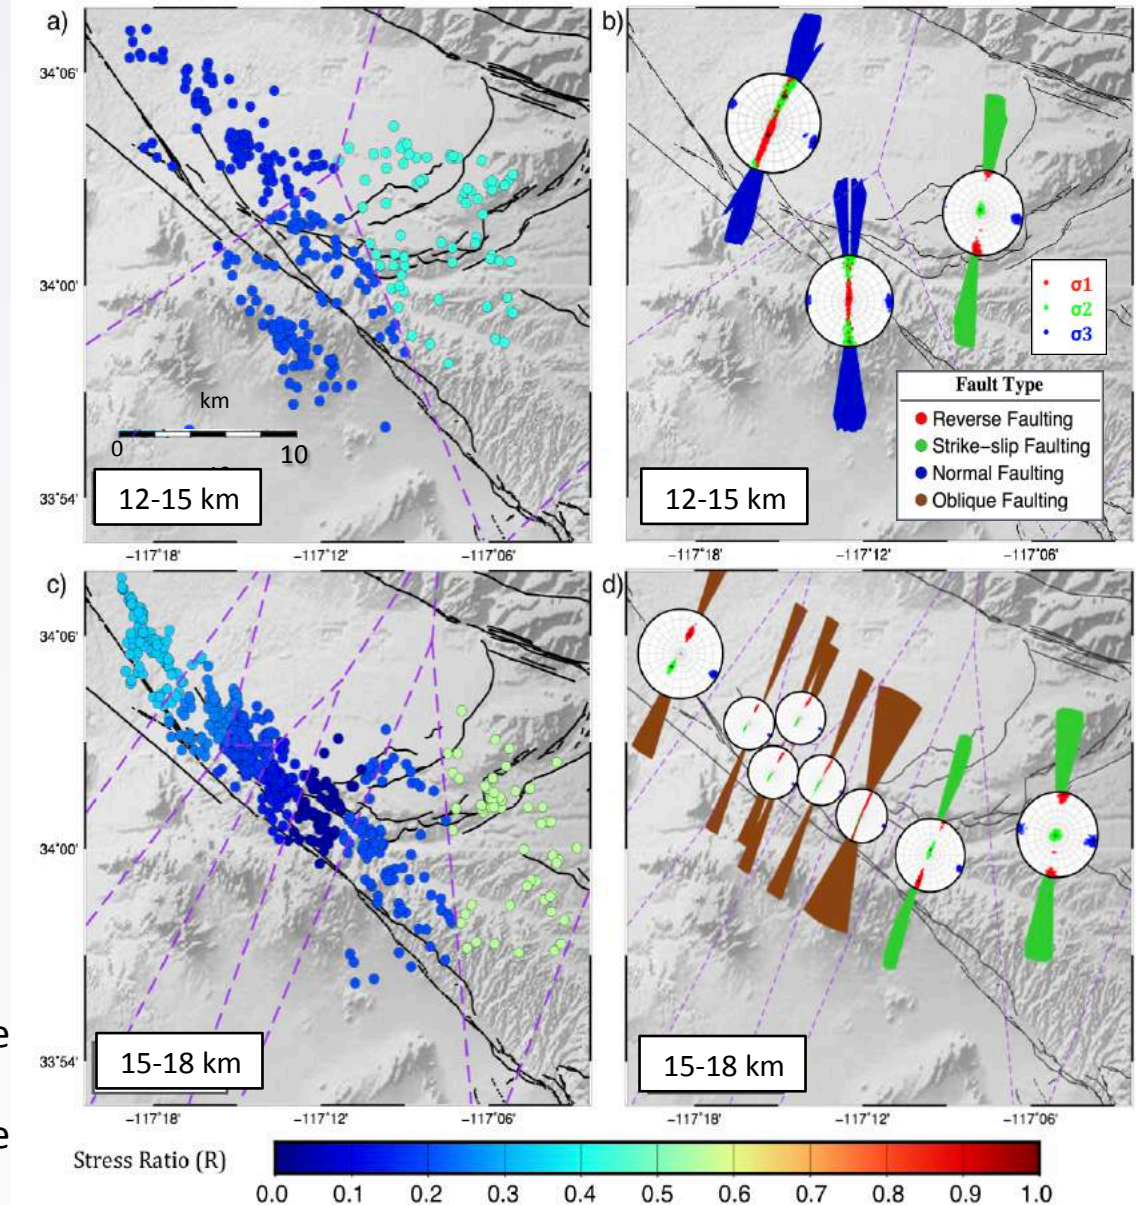 a)
34°06'
34°00'
33°54'
km
0
10
12-15 km
−117°18'
−117°12'
−117°06'
b)
σ1
σ2
σ3
Fault Type
Reverse Faulting
Strike−slip Faulting
Normal Faulting
Oblique Faulting
12-15 km
−117°18'
−117°12'
−117°06'
c)
34°06'
34°00'
33°54'
15-18 km
−117°18'
−117°12'
−117°06'
d)
15-18 km
−117°18'
−117°12'
−117°06'
e
e
Stress Ratio (R)
0.0 0.1 0.2 0.3 0.4 0.5 0.6 0.7 0.8 0.9 1.0